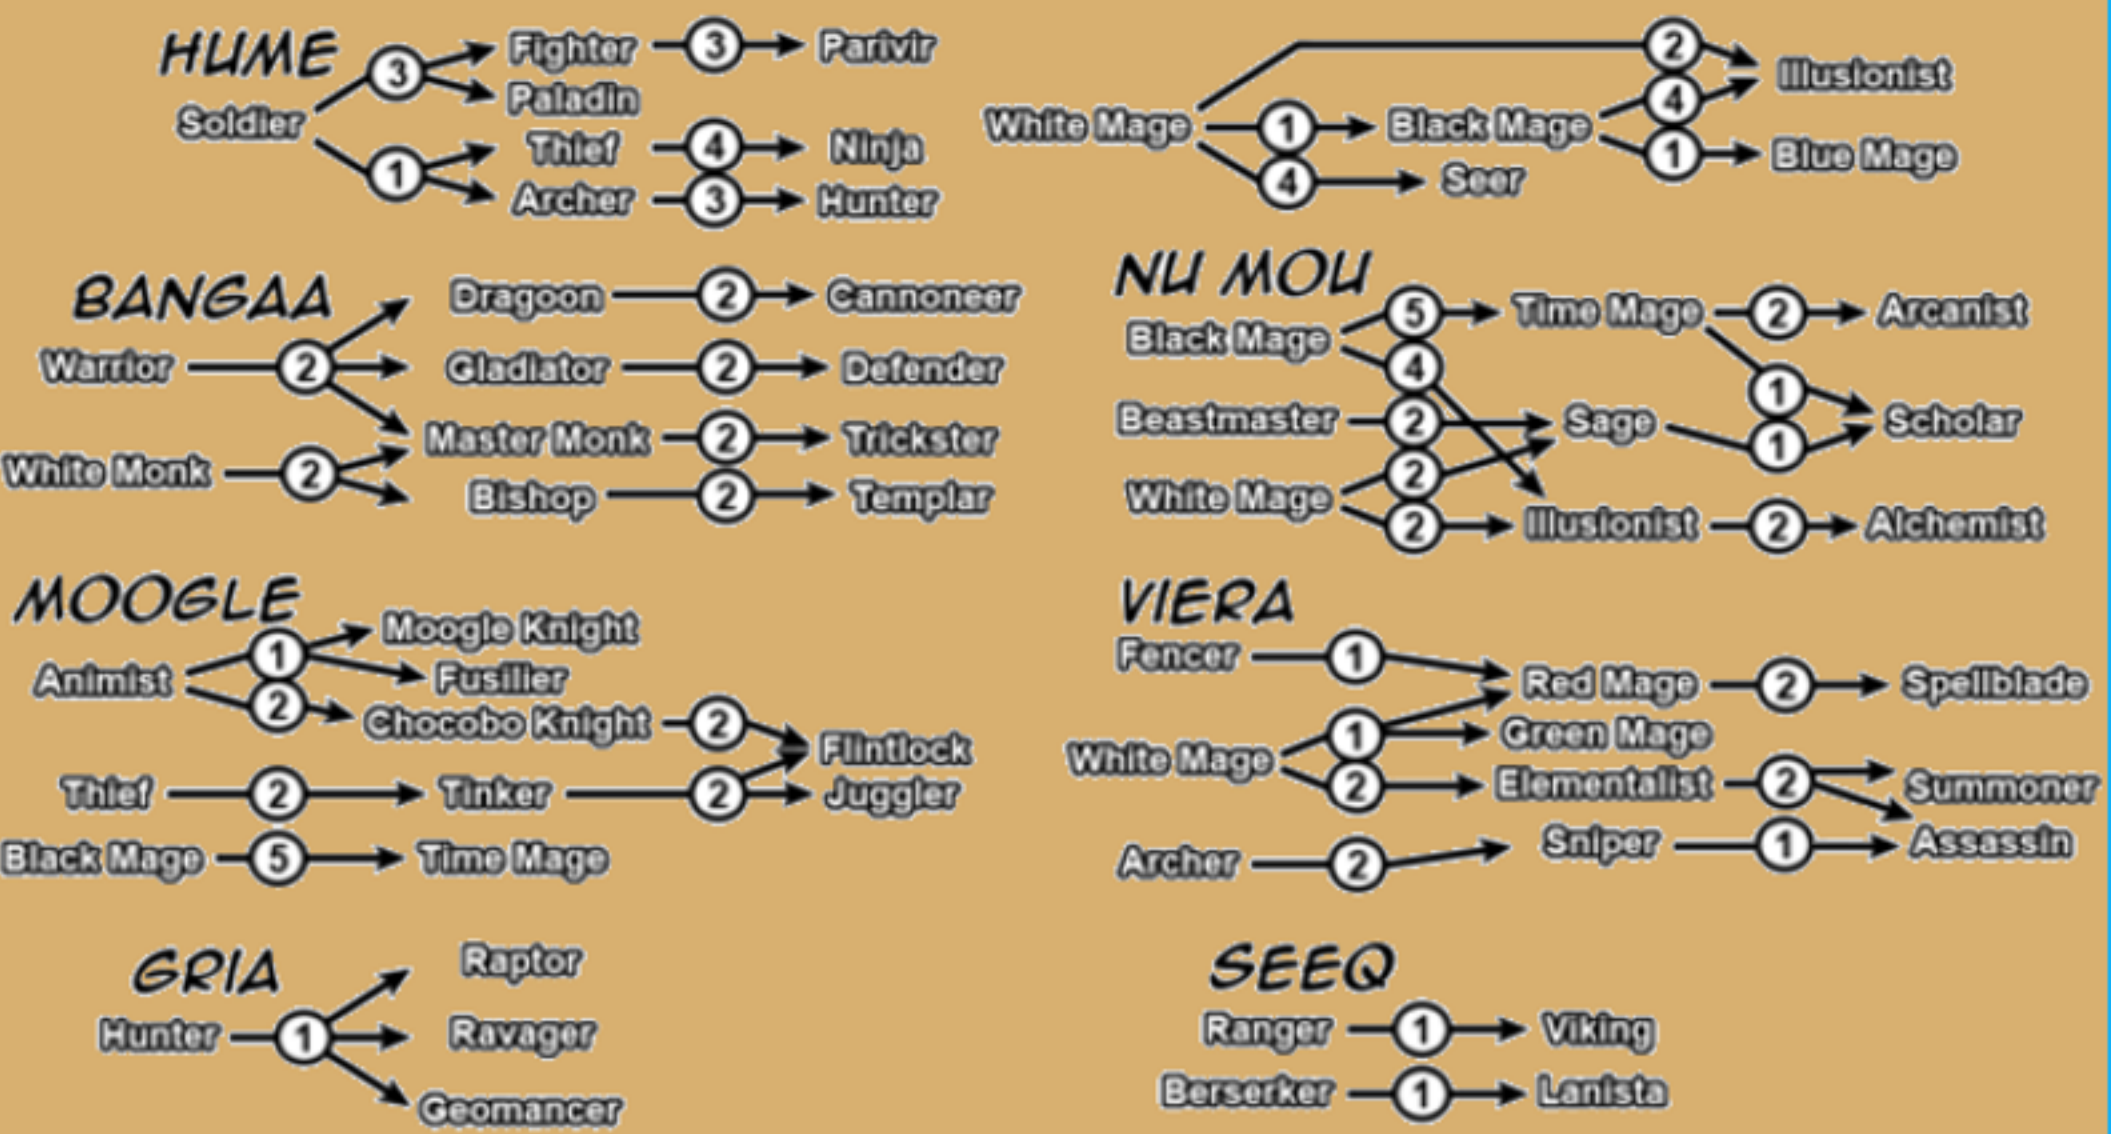 HUME
Soldier 3 Fighter 3 Parivir
Paladin
1 Thief 4 Ninja
Archer 3 Hunter
White Mage 2 Illusionist
1 Black Mage 4
1 Blue Mage
4 Seer
BANGAA
Warrior 2 Dragoon 2 Cannoneer
Gladiator 2 Defender
White Monk 2 Master Monk 2 Trickster
Bishop 2 Templar
NU MOU
Black Mage 5 Time Mage 2 Arcanist
4 1
Beastmaster 2 Sage 1 Scholar
White Mage 2
2 Illusionist 2 Alchemist
MOOGLE
Animist 1 Moogle Knight
Fusilier
2 Chocobo Knight 2 Flintlock
Thief 2 Tinker 2 Juggler
Black Mage 5 Time Mage
VIERA
Fencer 1 Red Mage 2 Spellblade
White Mage 1 Green Mage
2 Elementalist 2 Summoner
Archer 2 Sniper 1 Assassin
GRIA
Hunter 1 Raptor
Ravager
Geomancer
SEEQ
Ranger 1 Viking
Berserker 1 Lanista